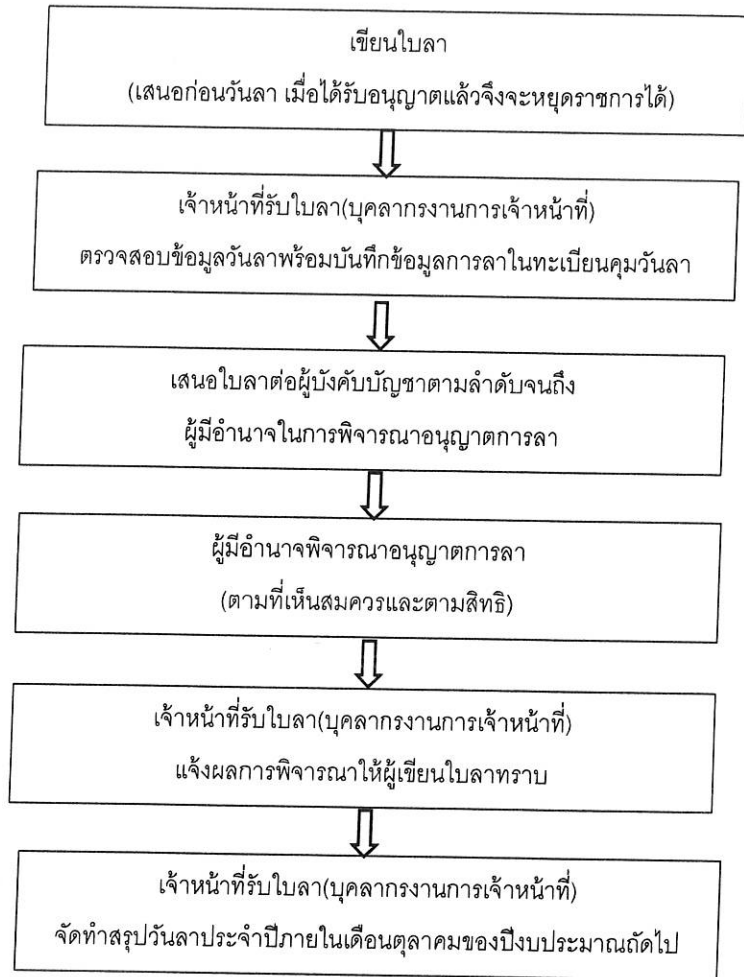 เขียนใบลา
(เสนอก่อนวันลา เมื่อได้รับอนุญาตแล้วจึงจะหยุดราชการได้)
เจ้าหน้าที่รับใบลา(บุคลากรงานการเจ้าหน้าที่)
ตรวจสอบข้อมูลวันลาพร้อมบันทึกข้อมูลการลาในทะเบียนคุมวันลา
เสนอใบลาต่อผู้บังคับบัญชาตามลำดับจนถึง
ผู้มีอำนาจในการพิจารณาอนุญาตการลา
ผู้มีอำนาจพิจารณาอนุญาตการลา
(ตามที่เห็นสมควรและตามสิทธิ)
เจ้าหน้าที่รับใบลา(บุคลากรงานการเจ้าหน้าที่)
แจ้งผลการพิจารณาให้ผู้เขียนใบลาทราบ
เจ้าหน้าที่รับใบลา(บุคลากรงานการเจ้าหน้าที่)
จัดทำสรุปวันลาประจำปีภายในเดือนตุลาคมของปีงบประมาณถัดไป